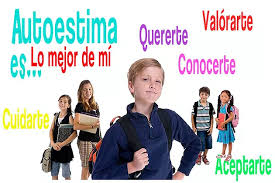 Autoestima
es...
Lo mejor de mí
Quererte
Valórarte
Conocerte
Cuidarte
Aceptarte